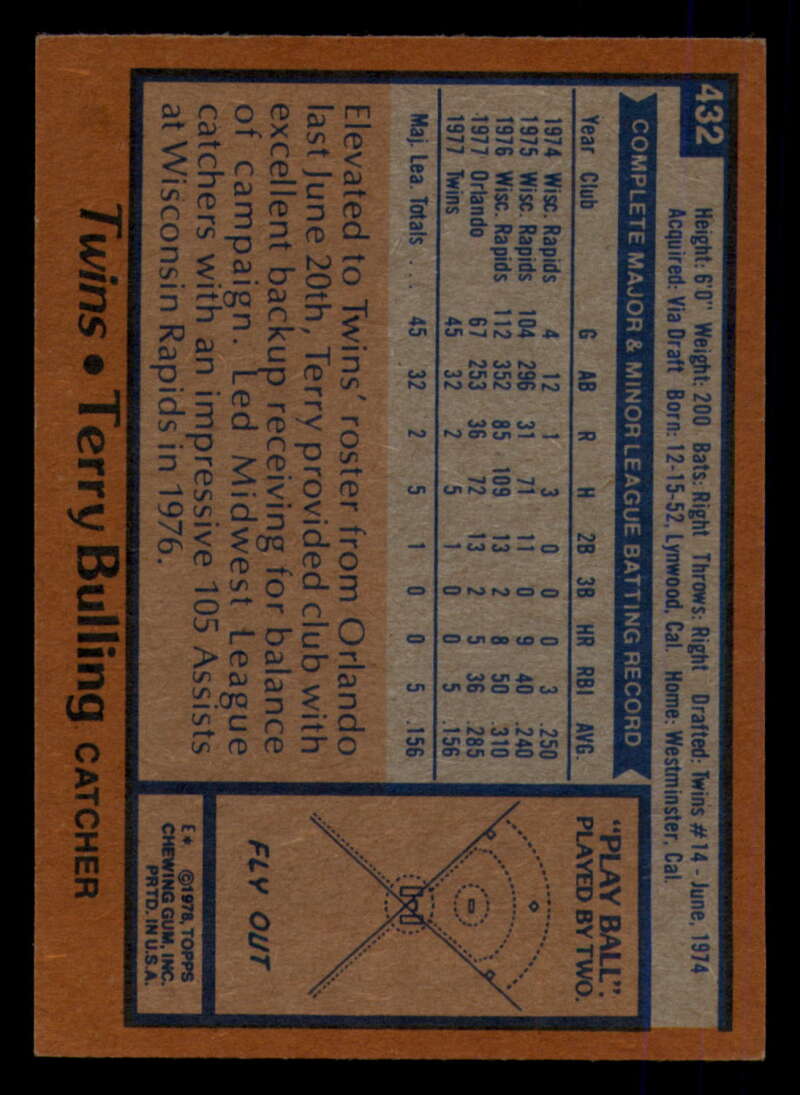 432
Height: 6'0" Weight: 200 Bats: Right Throws: Right Drafted: Twins #14 - June, 1974
Acquired: Via Draft Born: 12-15-52, Lynwood, Cal. Home: Westminster, Cal.
COMPLETE MAJOR & MINOR LEAGUE BATTING RECORD
Year Club G AB R H 2B 3B HR RBI AVG.
1974 Wisc. Rapids 4 12 1 3 0 0 0 3 .250
1975 Wisc. Rapids 104 296 31 71 11 0 9 40 .240
1976 Wisc. Rapids 112 352 85 109 13 2 8 50 .310
1977 Orlando 67 253 36 72 13 2 5 36 .285
1977 Twins 45 32 2 5 1 0 0 5 .156
Maj. Lea. Totals . . . 45 32 2 5 1 0 0 5 .156
Elevated to Twins' roster from Orlando
last June 20th, Terry provided club with
excellent backup receiving for balance
of campaign. Led Midwest League
catchers with an impressive 105 Assists
at Wisconsin Rapids in 1976.
"PLAY BALL".
PLAYED BY TWO.
FLY OUT
E* ©1978, TOPPS
CHEWING GUM, INC.
PRTD. IN U.S.A.
Twins • Terry Bulling CATCHER